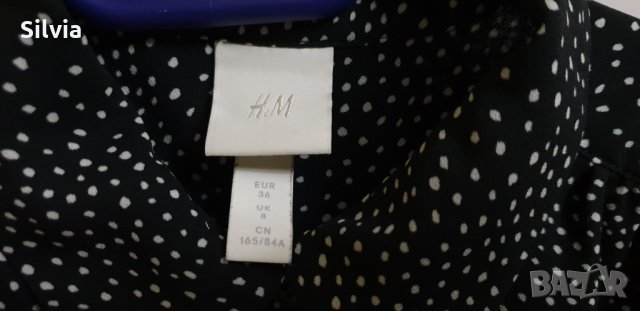 Silvia
H&M
EUR
36
UK
8
CN
165/84A
BAZAR